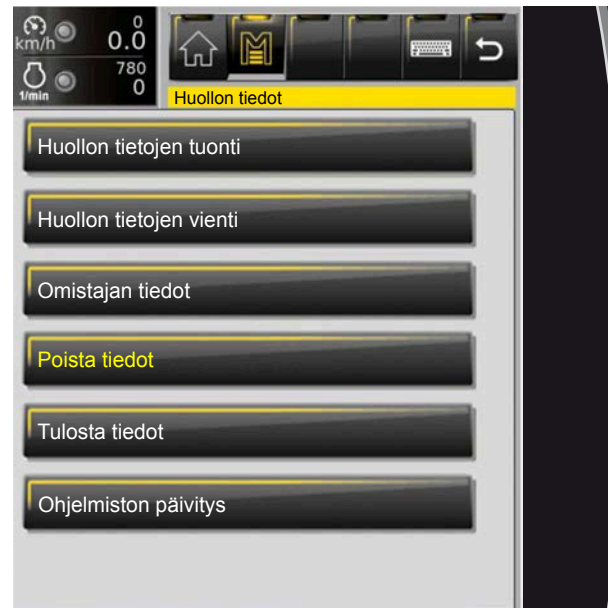 km/h 0
0.0
1/min 780
0
Huollon tiedot
Huollon tietojen tuonti
Huollon tietojen vienti
Omistajan tiedot
Poista tiedot
Tulosta tiedot
Ohjelmiston päivitys